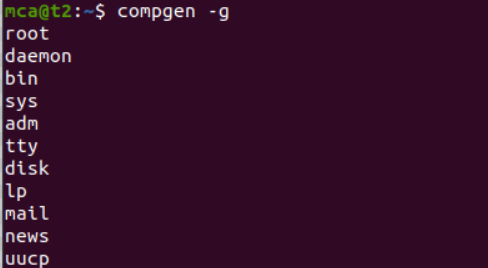 mca@t2:~$ compgen -g
root
daemon
bin
sys
adm
tty
disk
lp
mail
news
uucp